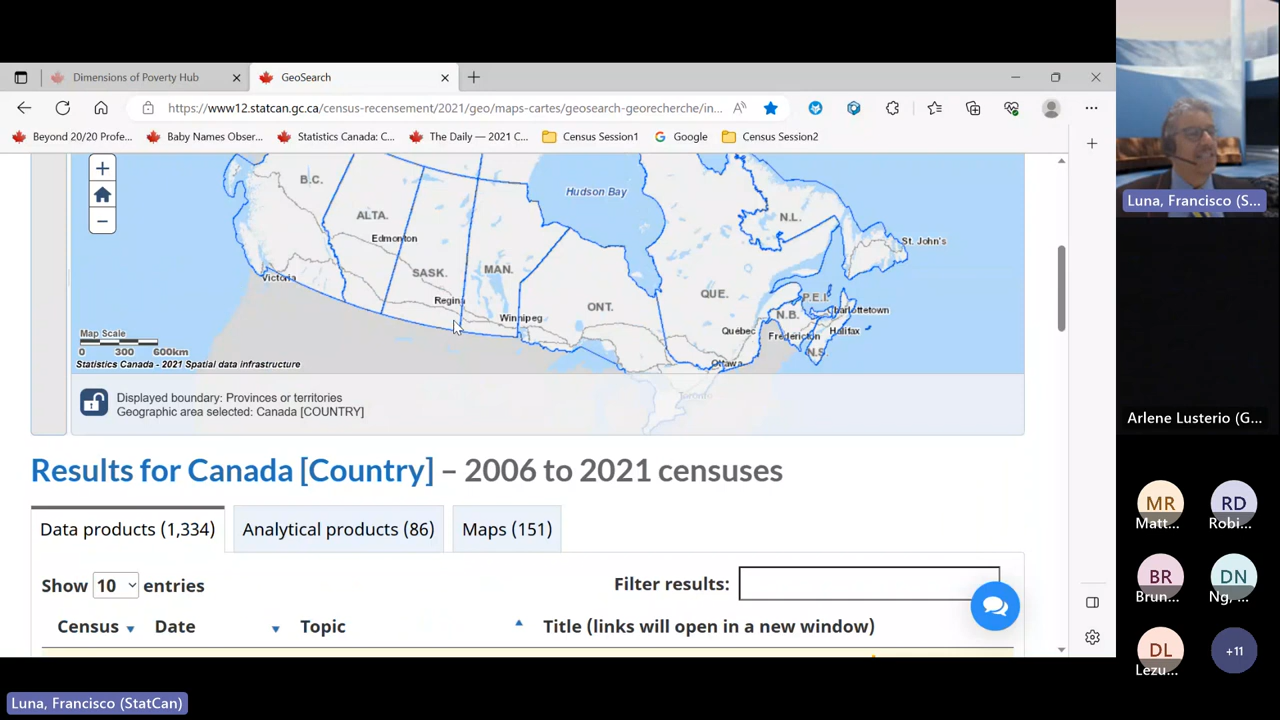 Dimensions of Poverty Hub
GeoSearch
https://www12.statcan.gc.ca/census-recensement/2021/geo/maps-cartes/geosearch-georecherche/in...
Beyond 20/20 Profe...
Baby Names Obser...
Statistics Canada: C...
The Daily — 2021 C...
Census Session1
Google
Census Session2
B.C.
ALTA.
Edmonton
SASK.
Regina
MAN.
Winnipeg
Hudson Bay
ONT.
QUE.
N.L.
St. John's
P.E.I.
Charlottetown
N.B.
Halifax
Fredericton
N.S.
Québec
Ottawa
Toronto
Victoria
Map Scale
0 300 600km
Statistics Canada - 2021 Spatial data infrastructure
Displayed boundary: Provinces or territories
Geographic area selected: Canada [COUNTRY]
Results for Canada [Country] – 2006 to 2021 censuses
Data products (1,334)
Analytical products (86)
Maps (151)
Show 10 entries
Filter results:
Census
Date
Topic
Title (links will open in a new window)
Luna, Francisco (S...
Arlene Lusterio (G...
MR
Matt...
RD
Robi...
BR
Brun...
DN
Ng, ...
DL
Lezu...
+11
Luna, Francisco (StatCan)